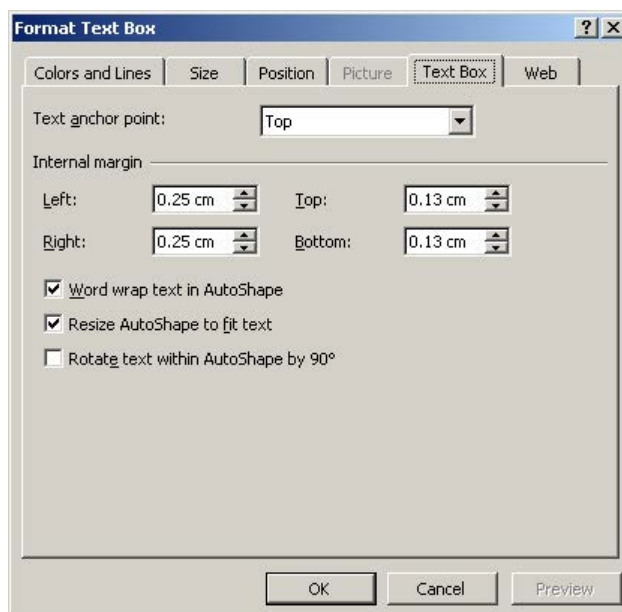 Format Text Box
Colors and Lines Size Position Picture Text Box Web
Text anchor point: Top
Internal margin
Left: 0.25 cm Top: 0.13 cm
Right: 0.25 cm Bottom: 0.13 cm
Word wrap text in AutoShape
Resize AutoShape to fit text
Rotate text within AutoShape by 90°
OK Cancel Preview